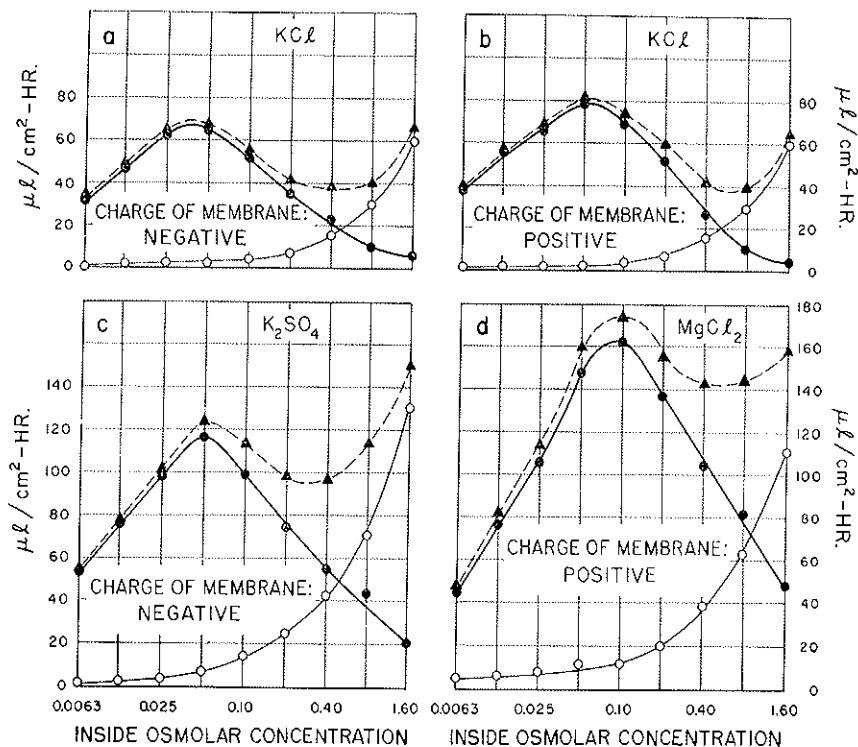 a KCl
b KCl
μl/cm²-HR.
80
60
40
20
0
CHARGE OF MEMBRANE:
NEGATIVE
CHARGE OF MEMBRANE:
POSITIVE
80
60
40
20
0
μl/cm²-HR.
c K₂SO₄
d MgCl₂
μl/cm²-HR.
140
120
100
80
60
40
20
0
CHARGE OF MEMBRANE:
NEGATIVE
CHARGE OF MEMBRANE:
POSITIVE
180
160
140
120
100
80
60
40
20
0
μl/cm²-HR.
0.0063 0.025 0.10 0.40 1.60
0.0063 0.025 0.10 0.40 1.60
INSIDE OSMOLAR CONCENTRATION
INSIDE OSMOLAR CONCENTRATION